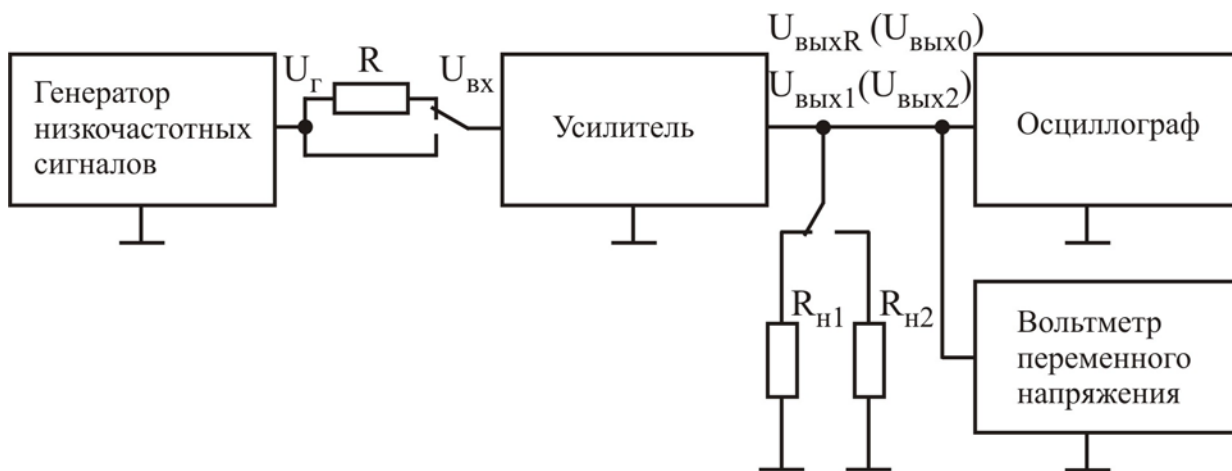 UвыхR (Uвых0)
Uг
R
Uвх
Uвых1(Uвых2)
Генератор
низкочастотных
сигналов
Усилитель
Осциллограф
Rн1
Rн2
Вольтметр
переменного
напряжения